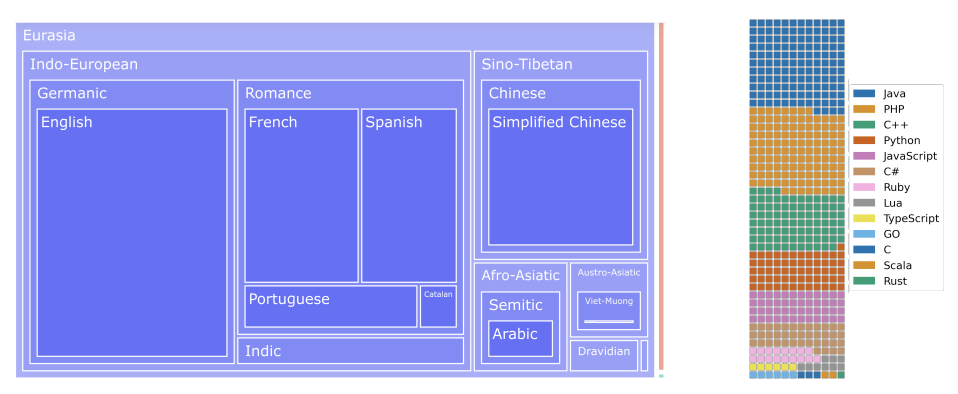 Eurasia
Indo-European
Germanic
English
Romance
French
Spanish
Portuguese
Catalan
Indic
Sino-Tibetan
Chinese
Simplified Chinese
Afro-Asiatic
Semitic
Arabic
Austro-Asiatic
Viet-Muong
Dravidian
Java
PHP
C++
Python
JavaScript
C#
Ruby
Lua
TypeScript
GO
C
Scala
Rust